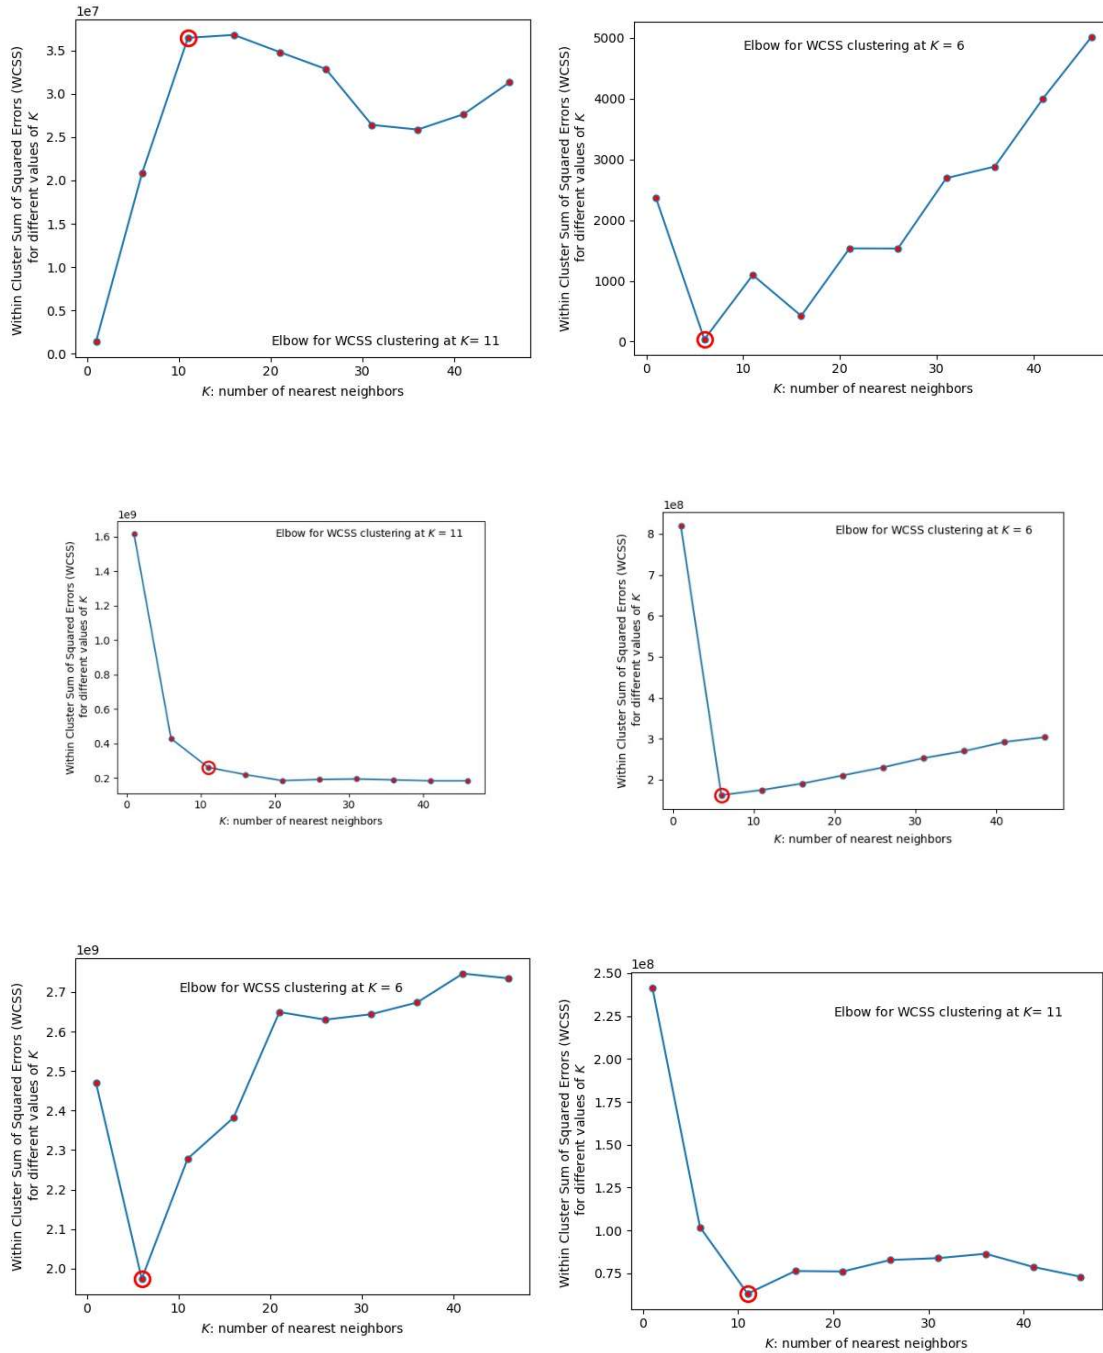 1e7
Within Cluster Sum of Squared Errors (WCSS)
for different values of K
3.5
3.0
2.5
2.0
1.5
1.0
0.5
0.0
Elbow for WCSS clustering at K= 11
0 10 20 30 40
K: number of nearest neighbors
Within Cluster Sum of Squared Errors (WCSS)
for different values of K
Elbow for WCSS clustering at K = 6
5000
4000
3000
2000
1000
0
0 10 20 30 40
K: number of nearest neighbors
1e9
Within Cluster Sum of Squared Errors (WCSS)
for different values of K
Elbow for WCSS clustering at K = 11
1.6
1.4
1.2
1.0
0.8
0.6
0.4
0.2
0 10 20 30 40
K: number of nearest neighbors
1e8
Within Cluster Sum of Squared Errors (WCSS)
for different values of K
Elbow for WCSS clustering at K = 6
8
7
6
5
4
3
2
0 10 20 30 40
K: number of nearest neighbors
1e9
Within Cluster Sum of Squared Errors (WCSS)
for different values of K
Elbow for WCSS clustering at K = 6
2.7
2.6
2.5
2.4
2.3
2.2
2.1
2.0
0 10 20 30 40
K: number of nearest neighbors
1e8
Within Cluster Sum of Squared Errors (WCSS)
for different values of K
2.50
Elbow for WCSS clustering at K= 11
2.25
2.00
1.75
1.50
1.25
1.00
0.75
0 10 20 30 40
K: number of nearest neighbors